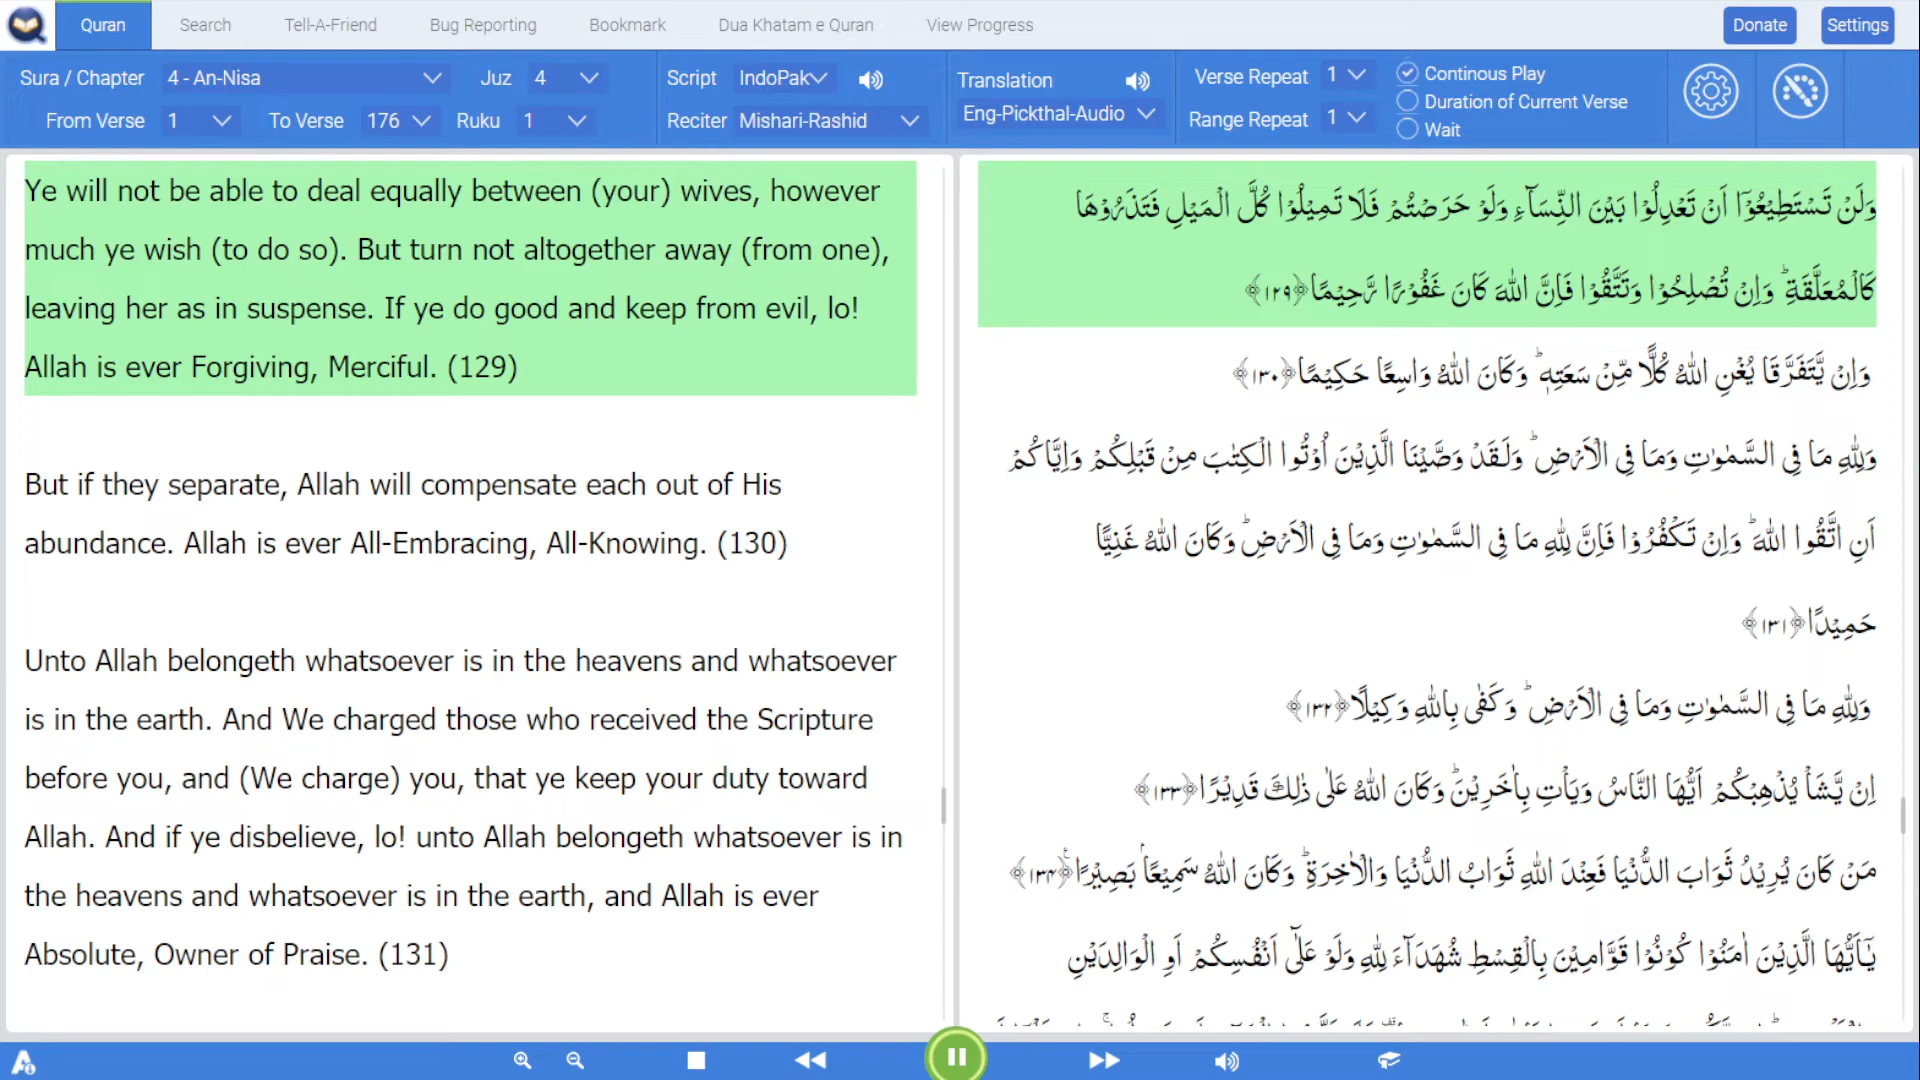 Quran Search Tell-A-Friend Bug Reporting Bookmark Dua Khatam e Quran View Progress Donate Settings
Sura / Chapter 4 - An-Nisa Juz 4 Script IndoPak Translation Verse Repeat 1 Continous Play
Duration of Current Verse
From Verse 1 To Verse 176 Ruku 1 Reciter Mishari-Rashid Eng-Pickthal-Audio Range Repeat 1 Wait
Ye will not be able to deal equally between (your) wives, however
much ye wish (to do so). But turn not altogether away (from one),
leaving her as in suspense. If ye do good and keep from evil, lo!
Allah is ever Forgiving, Merciful. (129)
But if they separate, Allah will compensate each out of His
abundance. Allah is ever All-Embracing, All-Knowing. (130)
Unto Allah belongeth whatsoever is in the heavens and whatsoever
is in the earth. And We charged those who received the Scripture
before you, and (We charge) you, that ye keep your duty toward
Allah. And if ye disbelieve, lo! unto Allah belongeth whatsoever is in
the heavens and whatsoever is in the earth, and Allah is ever
Absolute, Owner of Praise. (131)
وَلَنْ تَسْتَطِيْعُوْۤا اَنْ تَعْدِلُوْا بَيْنَ النِّسَآءِ وَلَوْ حَرَصْتُمْ فَلَا تَمِيْلُوْا كُلَّ الْمَيْلِ فَتَذَرُوْهَا
كَالْمُعَلَّقَةِ ؕ وَاِنْ تُصْلِحُوْا وَتَتَّقُوْا فَاِنَّ اللّٰهَ كَانَ غَفُوْرًا رَّحِيْمًا ﴿۱۲۹﴾
وَاِنْ يَّتَفَرَّقَا يُغْنِ اللّٰهُ كُلًّا مِّنْ سَعَتِهٖ ؕ وَكَانَ اللّٰهُ وَاسِعًا حَكِيْمًا ﴿۱۳۰﴾
وَلِلّٰهِ مَا فِى السَّمٰوٰتِ وَمَا فِى الْاَرْضِ ؕ وَلَقَدْ وَصَّيْنَا الَّذِيْنَ اُوْتُوا الْكِتٰبَ مِنْ قَبْلِكُمْ وَاِيَّاكُمْ
اَنِ اتَّقُوا اللّٰهَ ؕ وَاِنْ تَكْفُرُوْا فَاِنَّ لِلّٰهِ مَا فِى السَّمٰوٰتِ وَمَا فِى الْاَرْضِ ؕ وَكَانَ اللّٰهُ غَنِيًّا
حَمِيْدًا ﴿۱۳۱﴾
وَلِلّٰهِ مَا فِى السَّمٰوٰتِ وَمَا فِى الْاَرْضِ ؕ وَكَفٰى بِاللّٰهِ وَكِيْلًا ﴿۱۳۲﴾
اِنْ يَّشَاْ يُذْهِبْكُمْ اَيُّهَا النَّاسُ وَيَاْتِ بِاٰخَرِيْنَ ؕ وَكَانَ اللّٰهُ عَلٰى ذٰلِكَ قَدِيْرًا ﴿۱۳۳﴾
مَنْ كَانَ يُرِيْدُ ثَوَابَ الدُّنْيَا فَعِنْدَ اللّٰهِ ثَوَابُ الدُّنْيَا وَالْاٰخِرَةِ ؕ وَكَانَ اللّٰهُ سَمِيْعًا ۢ بَصِيْرًا ﴿۱۳۴﴾
يٰۤاَيُّهَا الَّذِيْنَ اٰمَنُوْا كُوْنُوْا قَوَّامِيْنَ بِالْقِسْطِ شُهَدَآءَ لِلّٰهِ وَلَوْ عَلٰٓى اَنْفُسِكُمْ اَوِ الْوَالِدَيْنِ